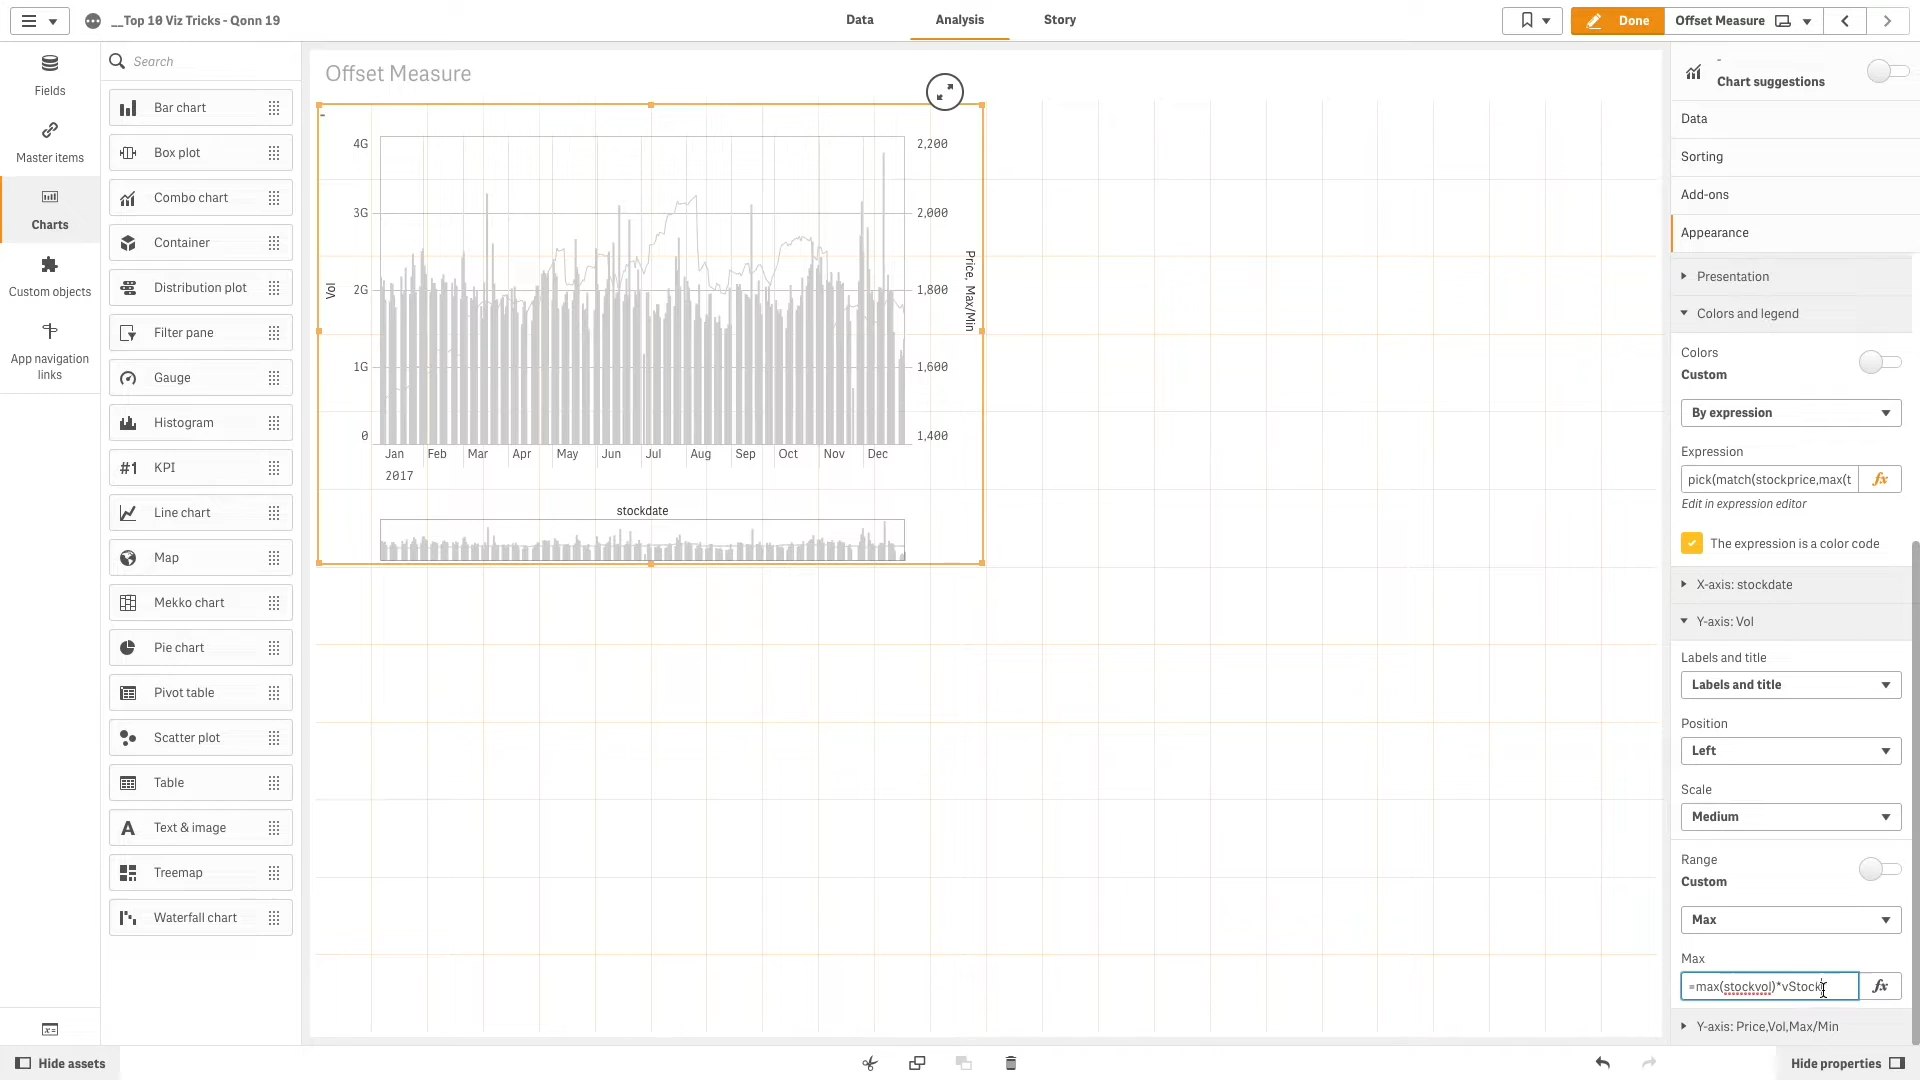 __Top 10 Viz Tricks - Qonn 19
Data
Analysis
Story
Done
Offset Measure
Fields
Master items
Charts
Custom objects
App navigation
links
Search
Bar chart
Box plot
Combo chart
Container
Distribution plot
Filter pane
Gauge
Histogram
#1 KPI
Line chart
Map
Mekko chart
Pie chart
Pivot table
Scatter plot
Table
A Text & image
Treemap
Waterfall chart
Hide assets
Offset Measure
-
4G
3G
2G
1G
0
Vol
2,200
2,000
1,800
1,600
1,400
Price, Max/Min
Jan Feb Mar Apr May Jun Jul Aug Sep Oct Nov Dec
2017
stockdate
-
Chart suggestions
Data
Sorting
Add-ons
Appearance
Presentation
Colors and legend
Colors
Custom
By expression
Expression
pick(match(stockprice,max(t
fx
Edit in expression editor
The expression is a color code
X-axis: stockdate
Y-axis: Vol
Labels and title
Labels and title
Position
Left
Scale
Medium
Range
Custom
Max
Max
=max(stockvol)*vStock
fx
Y-axis: Price,Vol,Max/Min
Hide properties